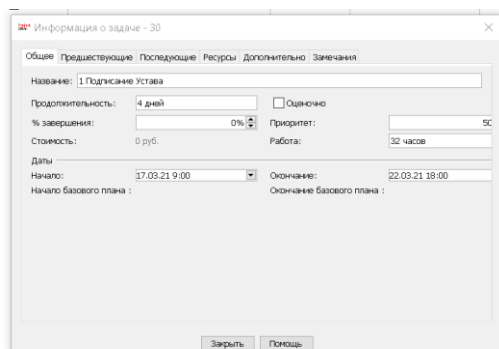 Информация о задаче - 30
Общее Предшествующие Последующие Ресурсы Дополнительно Замечания
Название: 1 Подписание Устава
Продолжительность: 4 дней Оценочно
% завершения: 0% Приоритет: 50
Стоимость: 0 руб. Работа: 32 часов
Даты
Начало: 17.03.21 9:00 Окончание: 22.03.21 18:00
Начало базового плана : Окончание базового плана :
Закрыть Помощь